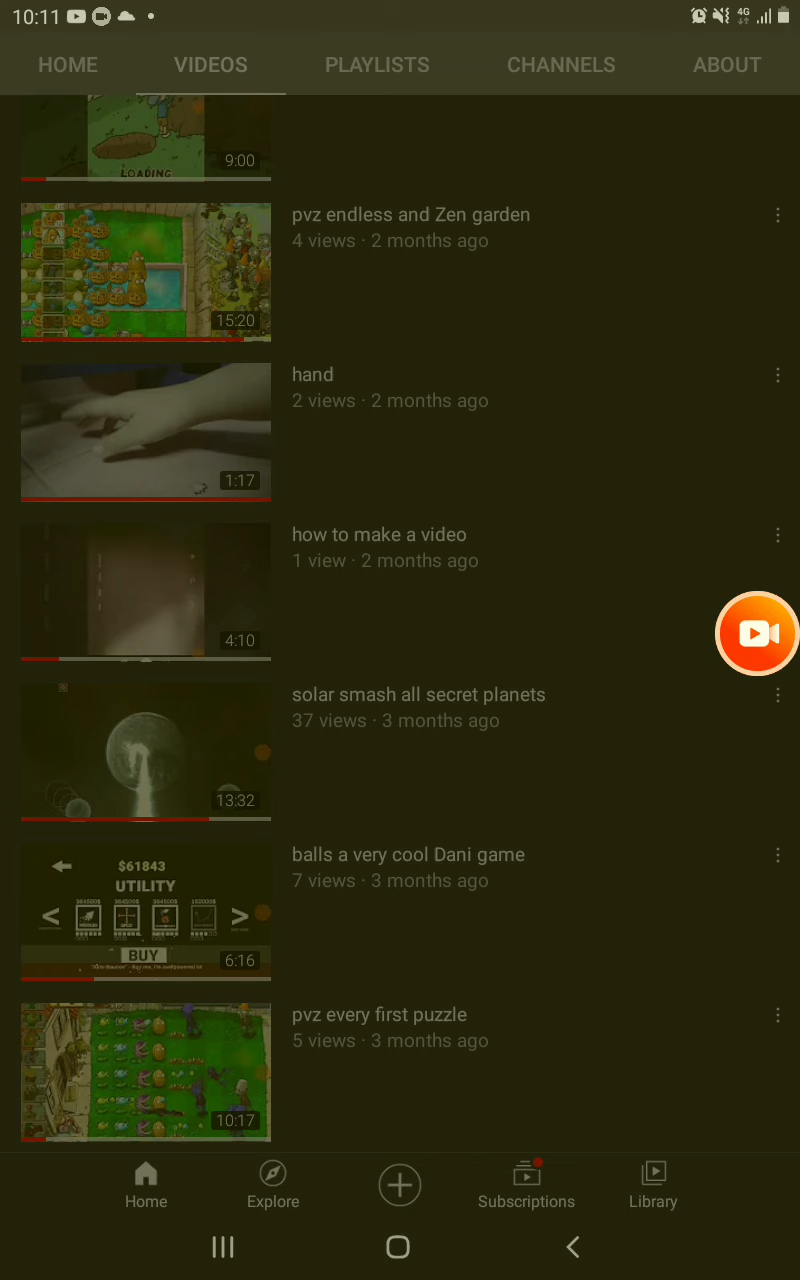 10:11
4G
HOME VIDEOS PLAYLISTS CHANNELS ABOUT
LOADING
9:00
pvz endless and Zen garden
4 views · 2 months ago
15:20
hand
2 views · 2 months ago
1:17
how to make a video
1 view · 2 months ago
4:10
solar smash all secret planets
37 views · 3 months ago
13:32
balls a very cool Dani game
7 views · 3 months ago
$61843
UTILITY
BUY
6:16
pvz every first puzzle
5 views · 3 months ago
10:17
Home Explore Subscriptions Library